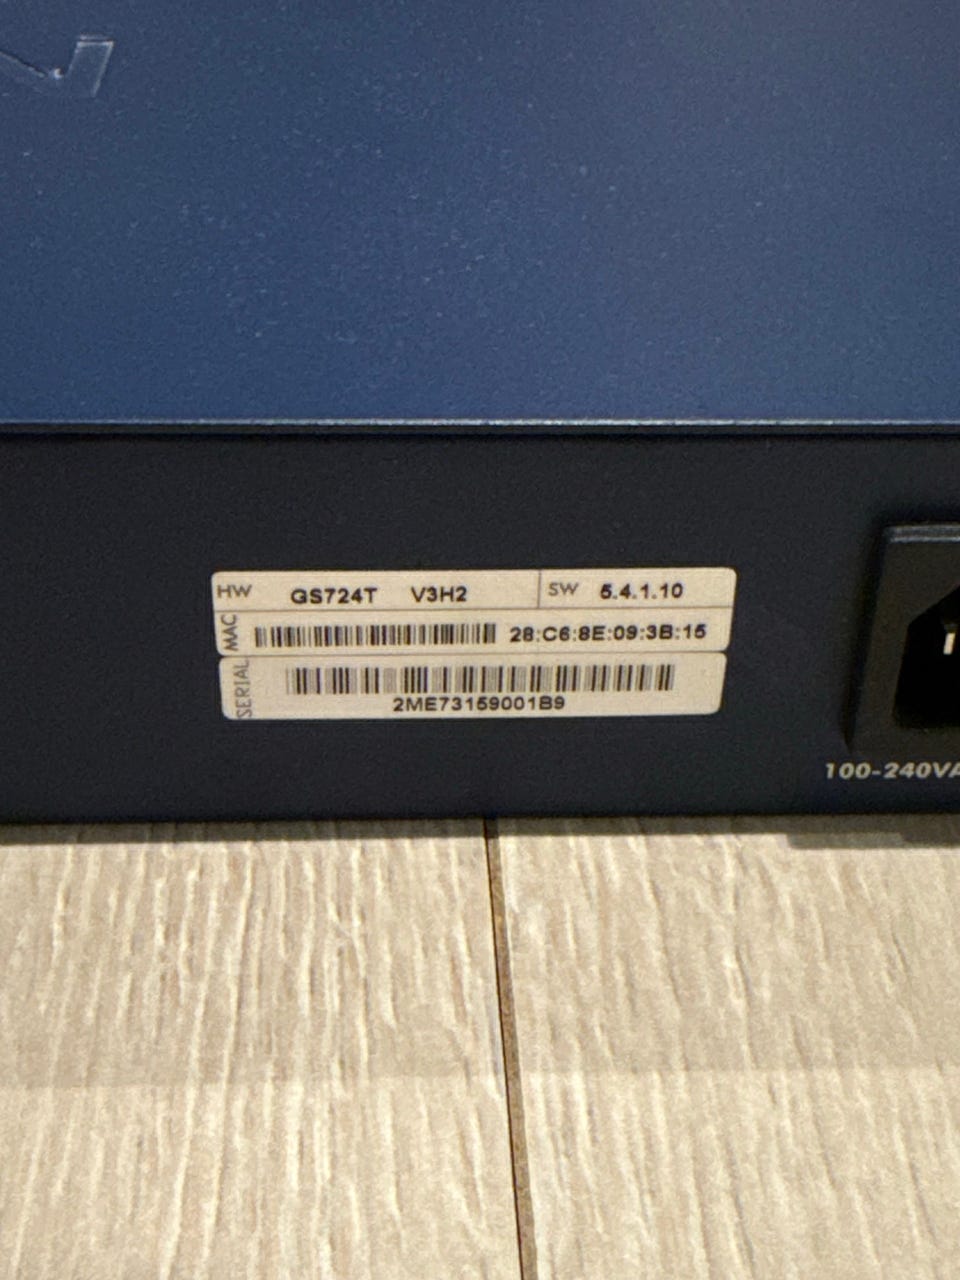 HW GS724T V3H2 SW 5.4.1.10
MAC 28:C6:8E:09:3B:15
SERIAL
2ME73159001B9
100-240VA